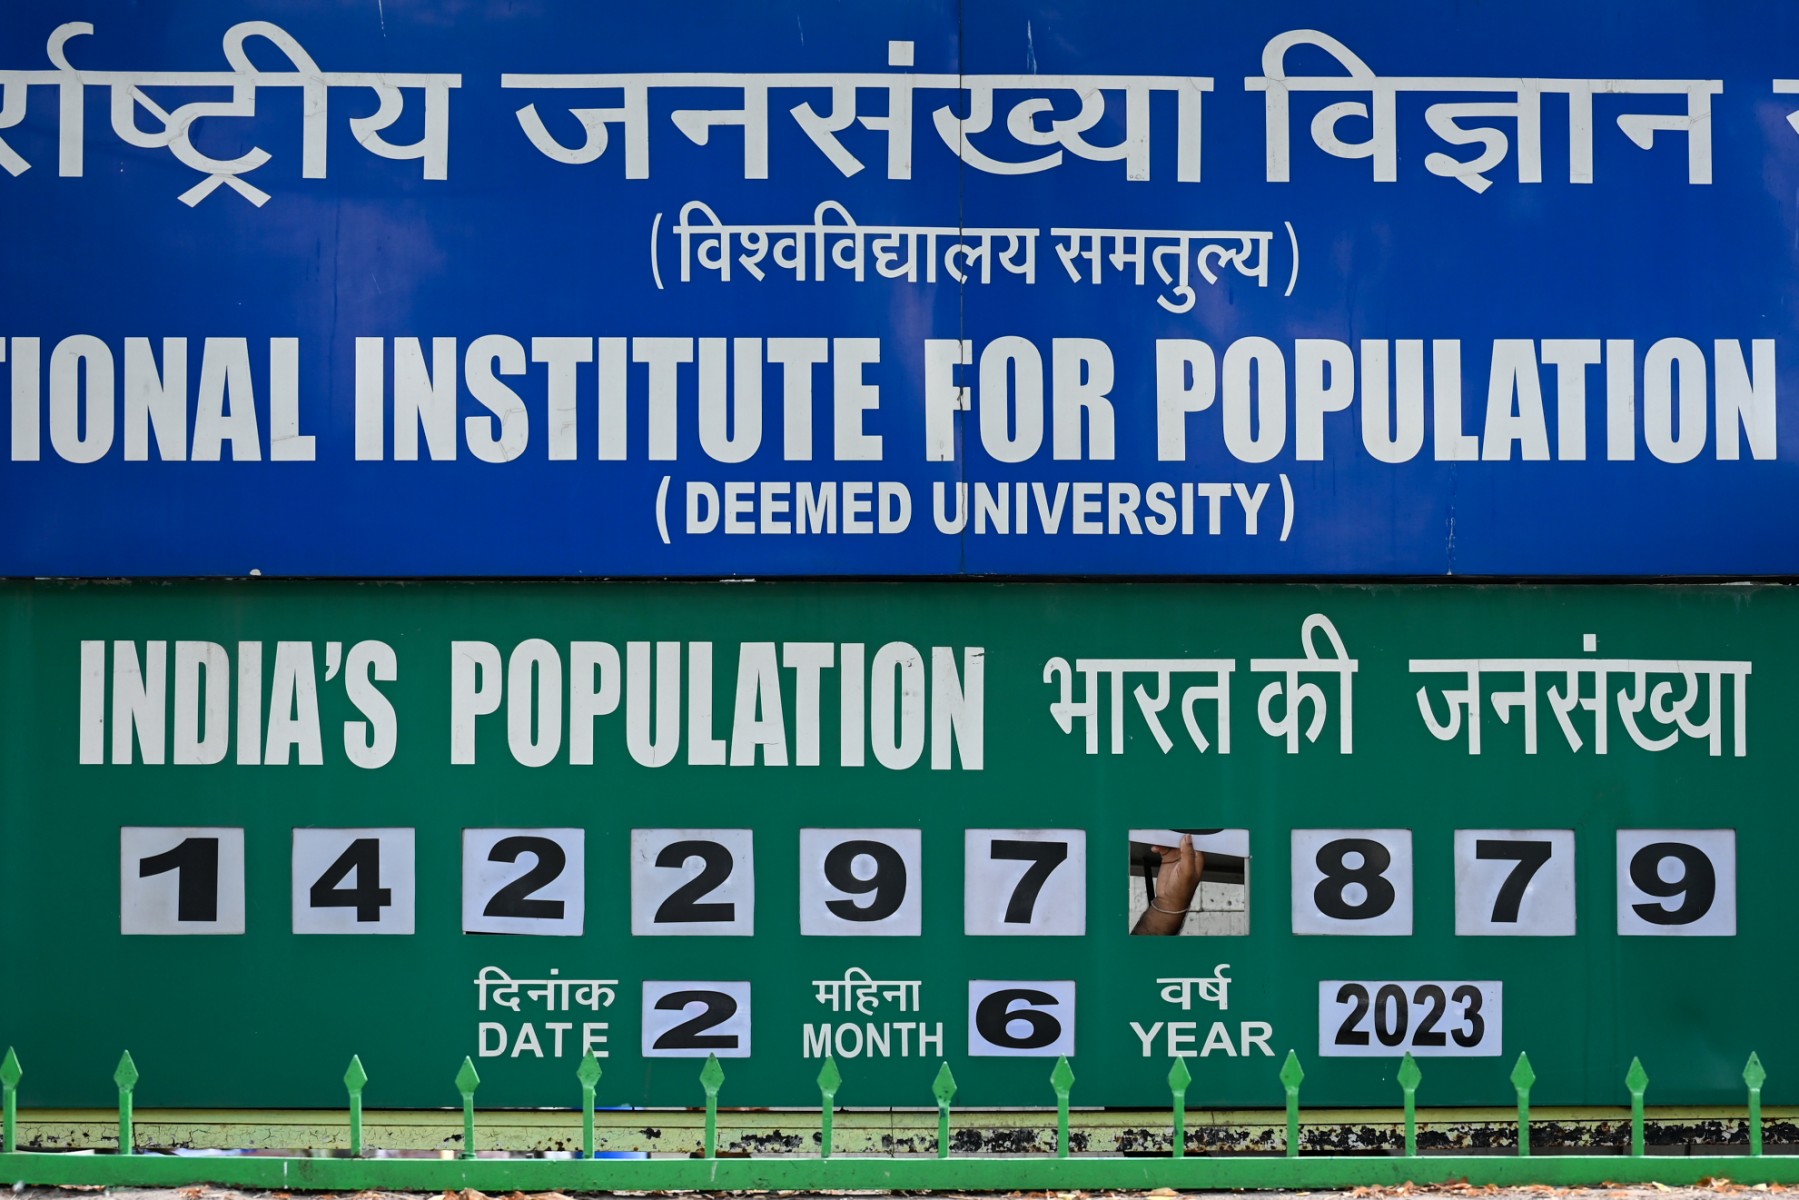 र्राष्ट्रीय जनसंख्या विज्ञान
(विश्वविद्यालय समतुल्य)
TIONAL INSTITUTE FOR POPULATION
(DEEMED UNIVERSITY)
INDIA'S POPULATION भारत की जनसंख्या
1 4 2 2 9 7 8 7 9
दिनांक महिना वर्ष
DATE 2 MONTH 6 YEAR 2023